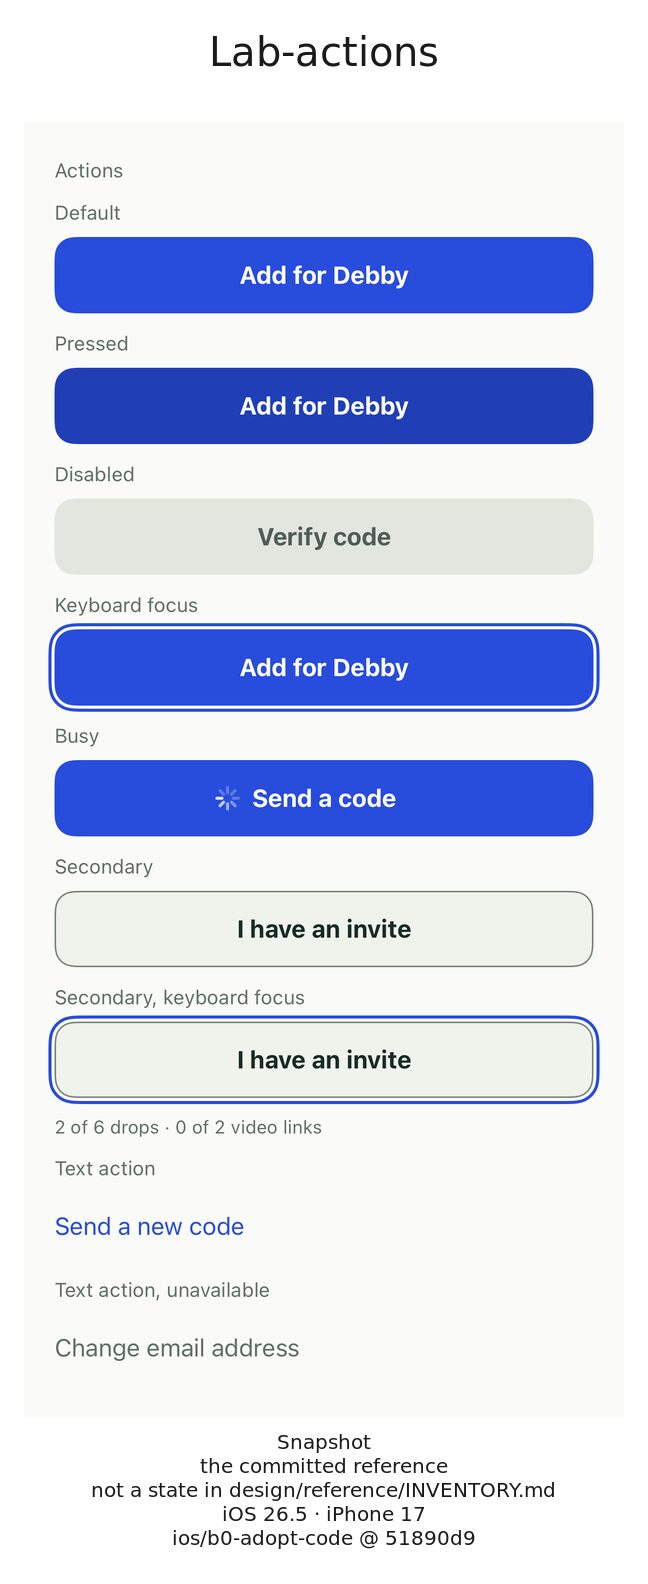 Lab-actions
Actions
Default
Add for Debby
Pressed
Add for Debby
Disabled
Verify code
Keyboard focus
Add for Debby
Busy
Send a code
Secondary
I have an invite
Secondary, keyboard focus
I have an invite
2 of 6 drops · 0 of 2 video links
Text action
Send a new code
Text action, unavailable
Change email address
Snapshot
the committed reference
not a state in design/reference/INVENTORY.md
iOS 26.5 · iPhone 17
ios/b0-adopt-code @ 51890d9